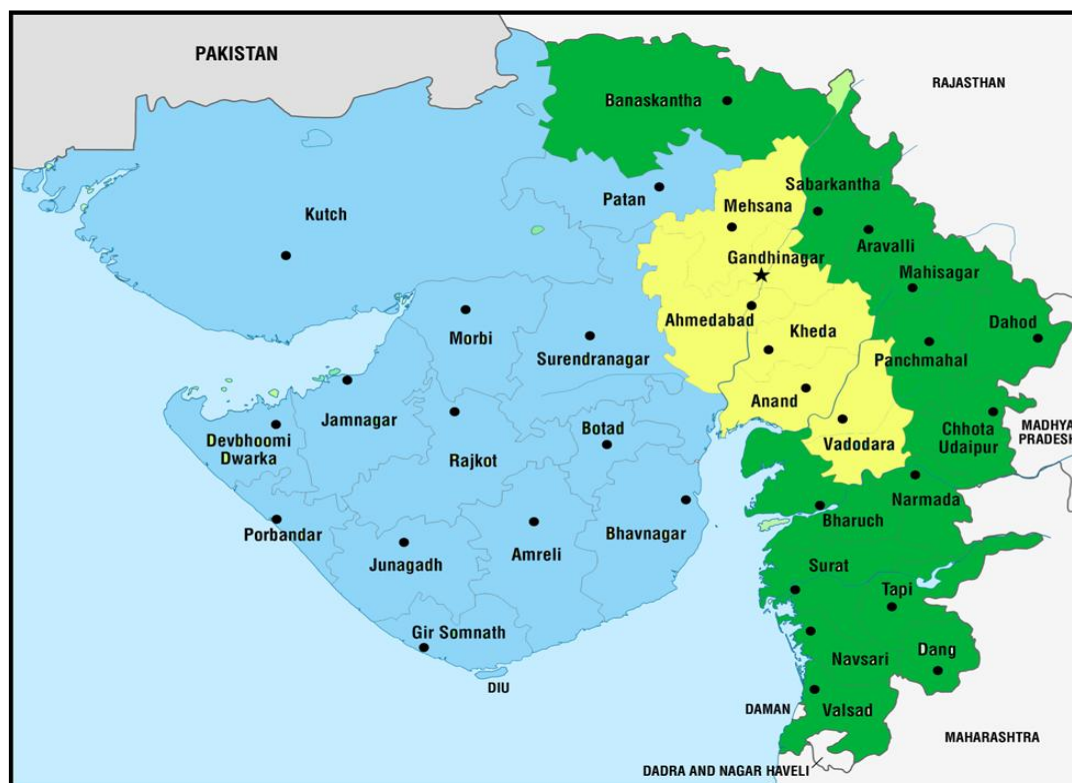 PAKISTAN
RAJASTHAN
Banaskantha
Patan
Sabarkantha
Mehsana
Kutch
Aravalli
Gandhinagar
Mahisagar
Morbi
Ahmedabad
Kheda
Dahod
Surendranagar
Panchmahal
Anand
Jamnagar
Botad
Chhota
Udaipur
MADHYA
PRADESH
Devbhoomi
Dwarka
Vadodara
Rajkot
Narmada
Porbandar
Bhavnagar
Bharuch
Amreli
Junagadh
Surat
Tapi
Gir Somnath
Dang
Navsari
DIU
DAMAN
Valsad
MAHARASHTRA
DADRA AND NAGAR HAVELI